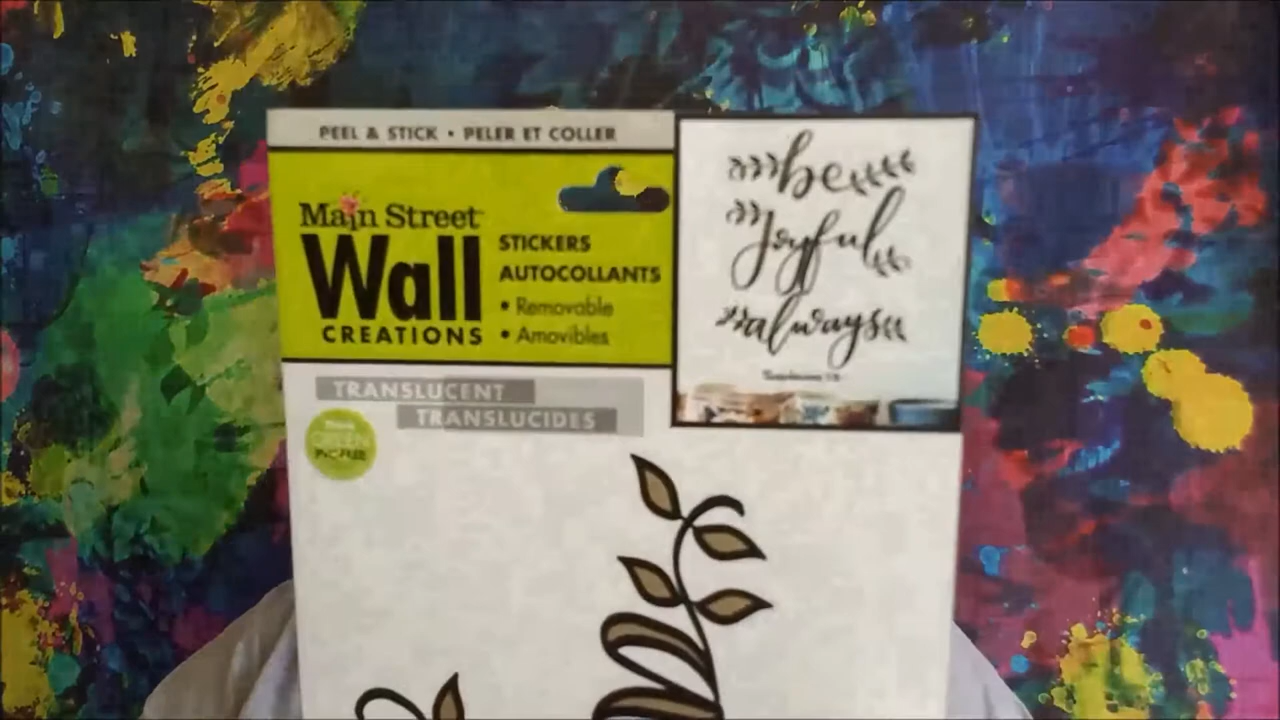 PEEL & STICK • PELER ET COLLER
Main Street
Wall
CREATIONS
STICKERS
AUTOCOLLANTS
• Removable
• Amovibles
TRANSLUCENT
TRANSLUCIDES
be
joyful
always